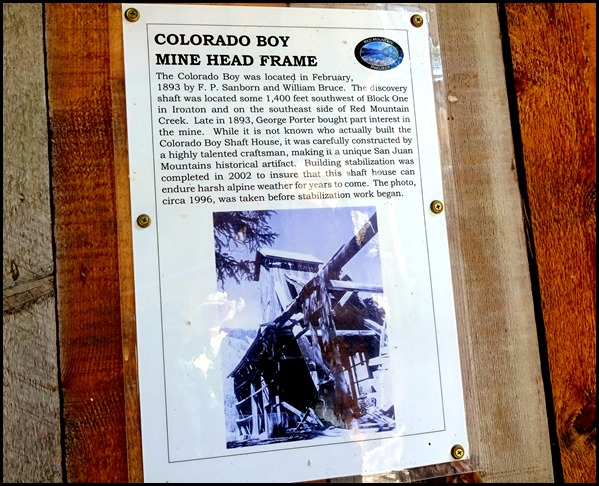 COLORADO BOY
MINE HEAD FRAME
The Colorado Boy was located in February,
1893 by F. P. Sanborn and William Bruce. The discovery
shaft was located some 1,400 feet southwest of Block One
in Ironton and on the southeast side of Red Mountain
Creek. Late in 1893, George Porter bought part interest in
the mine. While it is not known who actually built the
Colorado Boy Shaft House, it was carefully constructed by
a highly talented craftsman, making it a unique San Juan
Mountains historical artifact. Building stabilization was
completed in 2002 to insure that this shaft house can
endure harsh alpine weather for years to come. The photo,
circa 1996, was taken before stabilization work began.
RED MOUNTAIN
PROJECT